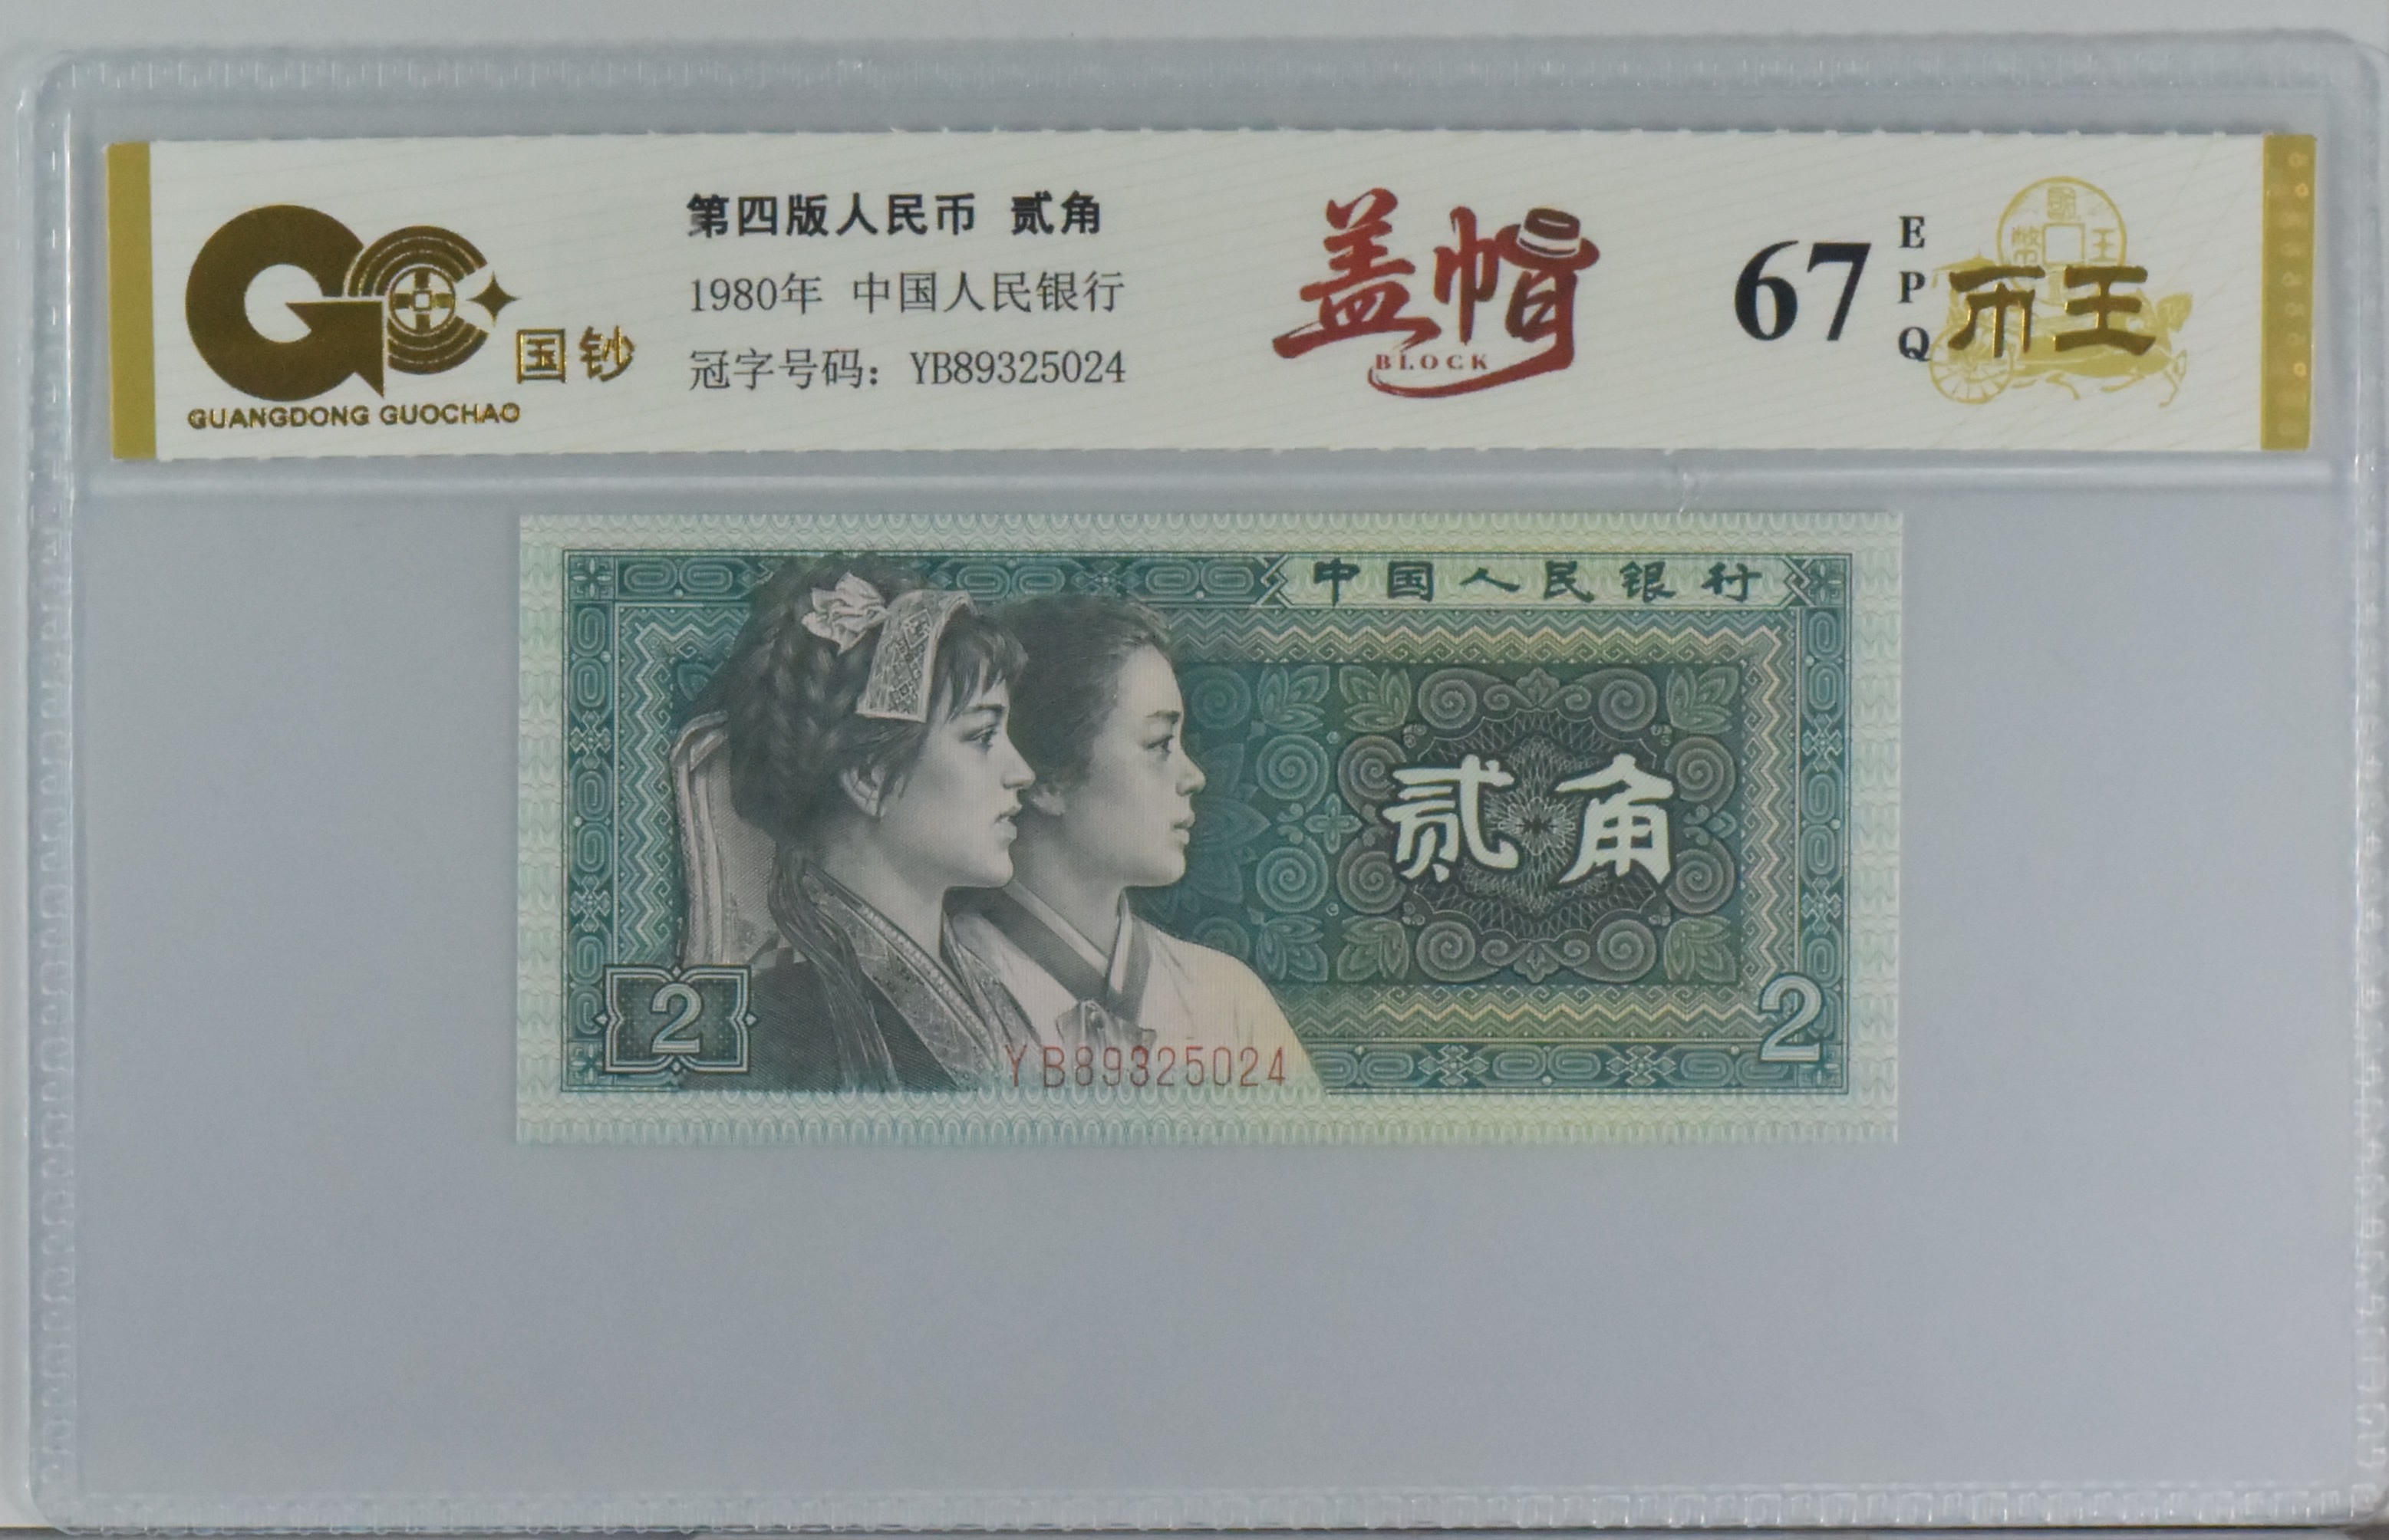 国钞
GUANGDONG GUOCHAO
第四版人民币 贰角
1980年 中国人民银行
冠字号码：YB89325024
盖帽
BLOCK
67
E
P
Q
币王
中国人民银行
贰角
2
2
YB89325024